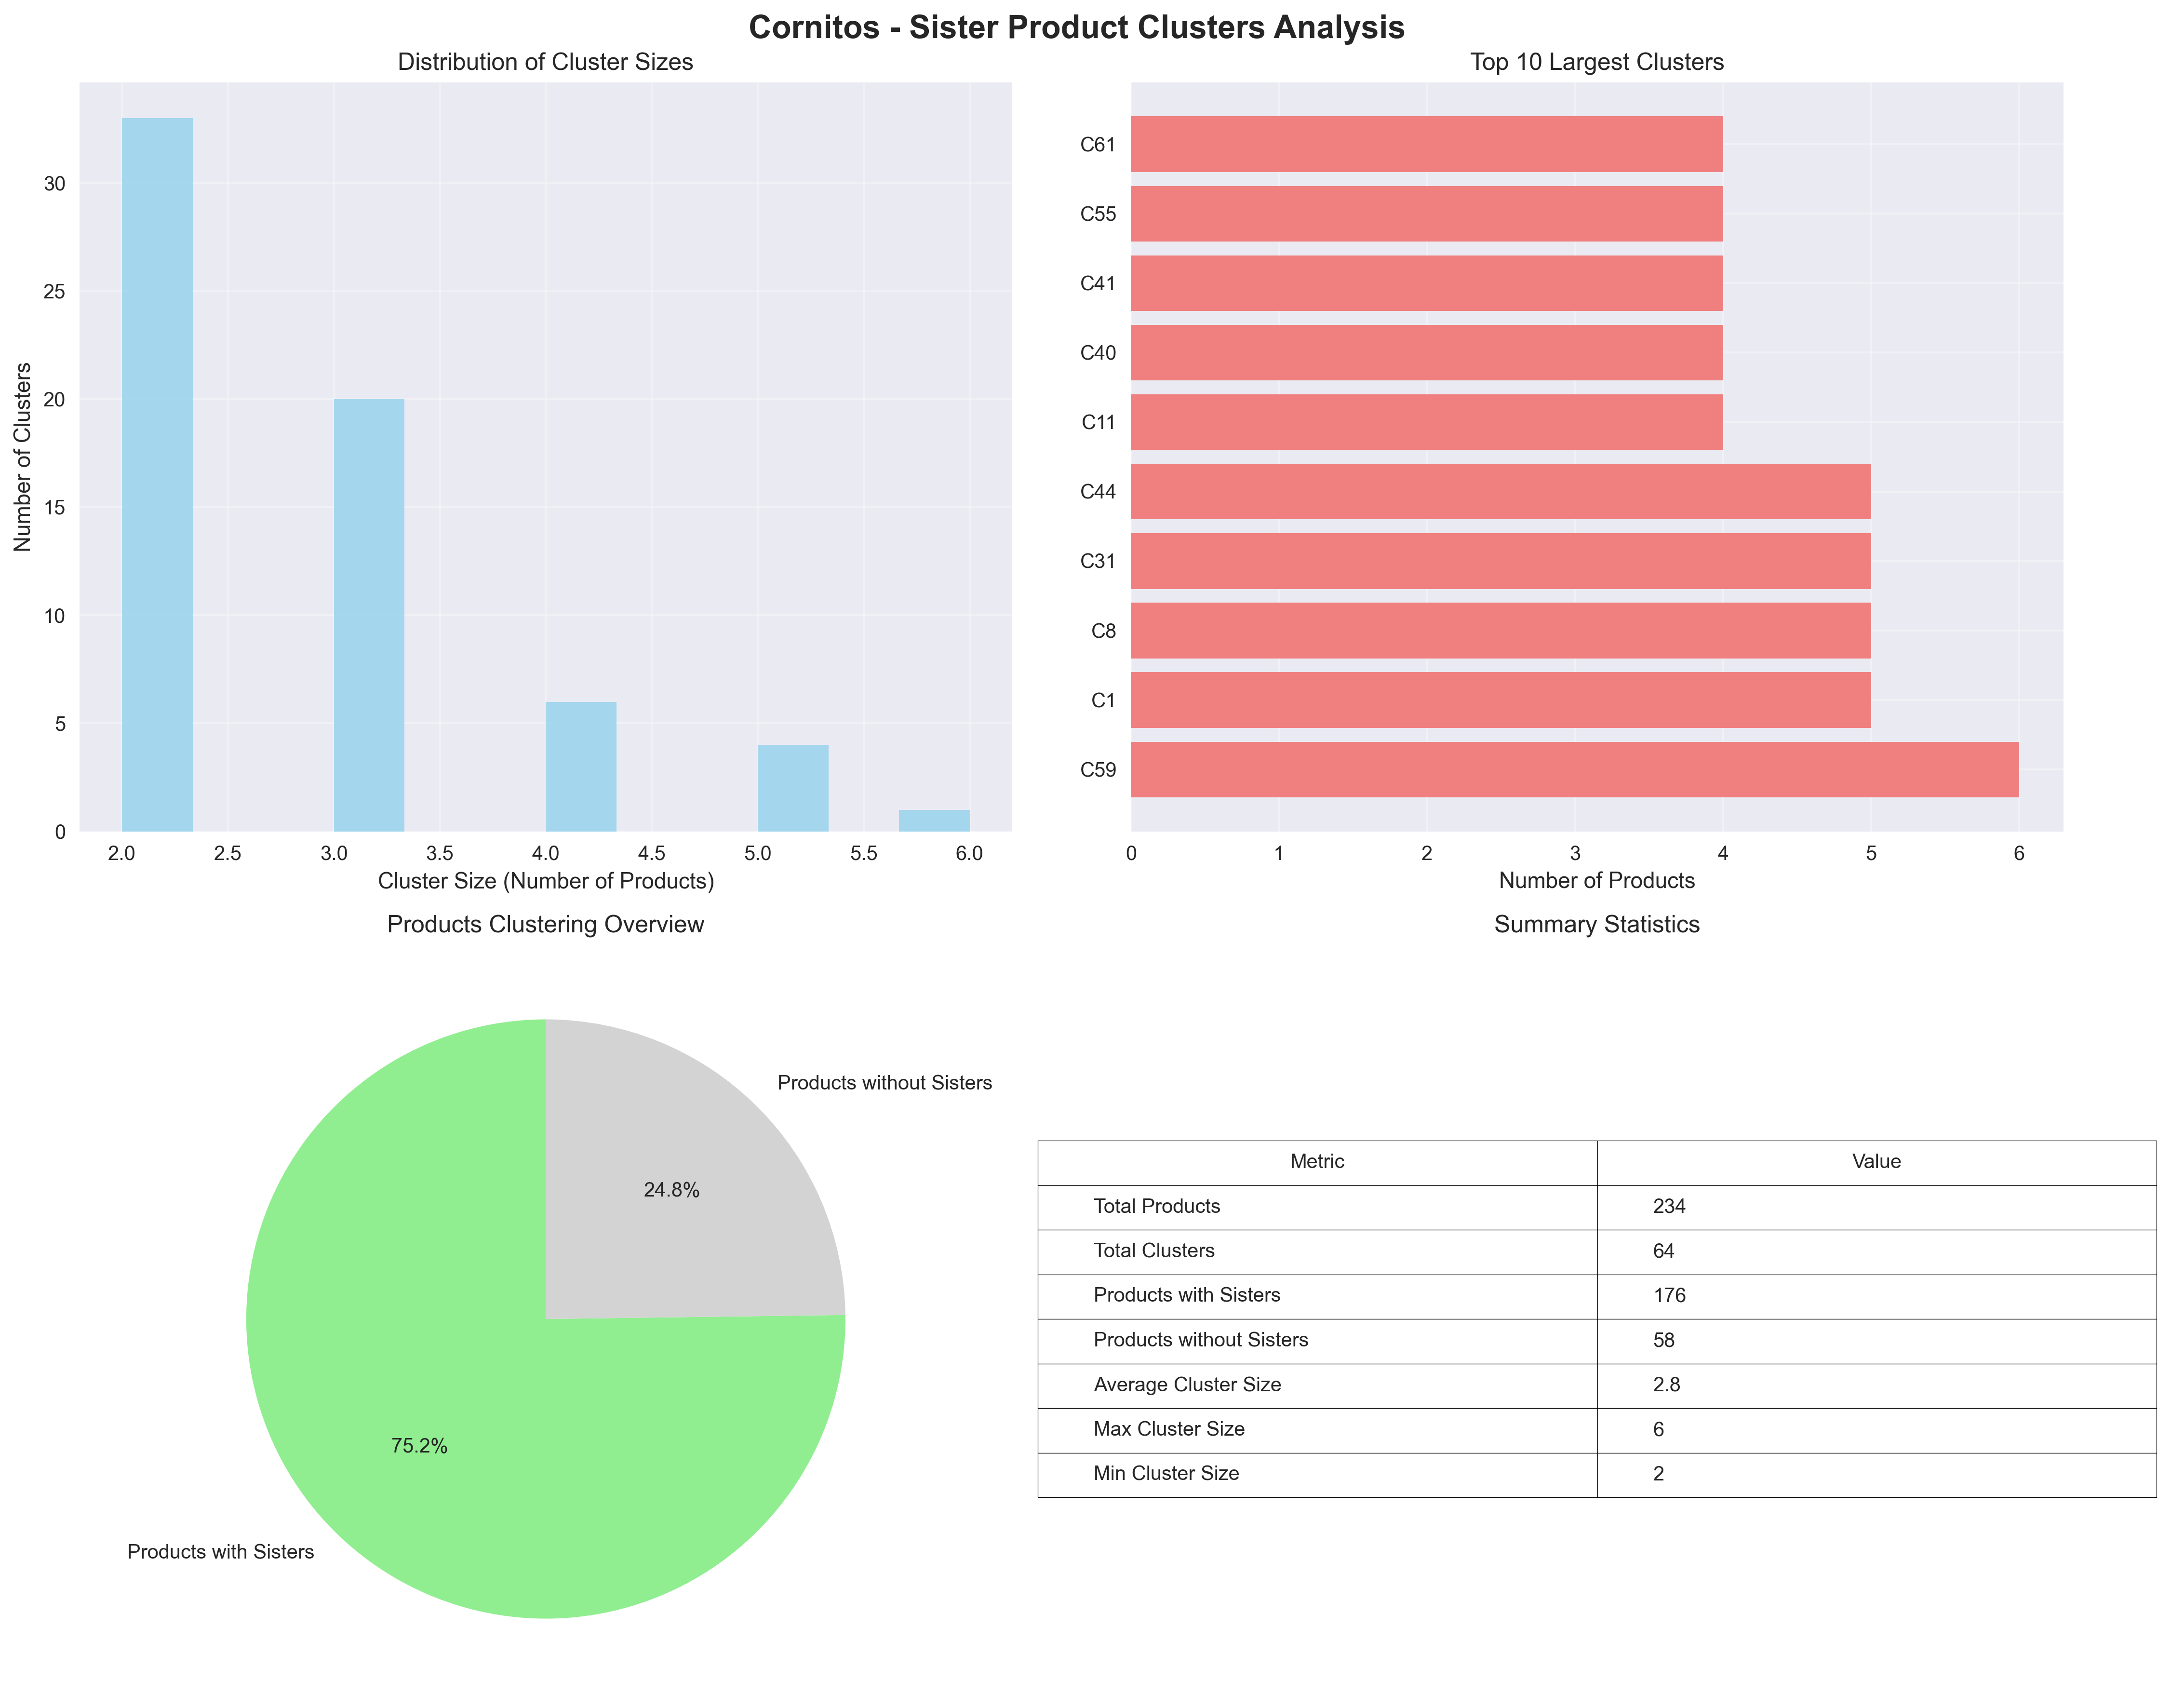 Cornitos - Sister Product Clusters Analysis
Distribution of Cluster Sizes
Number of Clusters
30
25
20
15
10
5
0
2.0 2.5 3.0 3.5 4.0 4.5 5.0 5.5 6.0
Cluster Size (Number of Products)
Top 10 Largest Clusters
C61
C55
C41
C40
C11
C44
C31
C8
C1
C59
0 1 2 3 4 5 6
Number of Products
Products Clustering Overview
Products without Sisters
24.8%
75.2%
Products with Sisters
Summary Statistics
Metric Value
Total Products 234
Total Clusters 64
Products with Sisters 176
Products without Sisters 58
Average Cluster Size 2.8
Max Cluster Size 6
Min Cluster Size 2